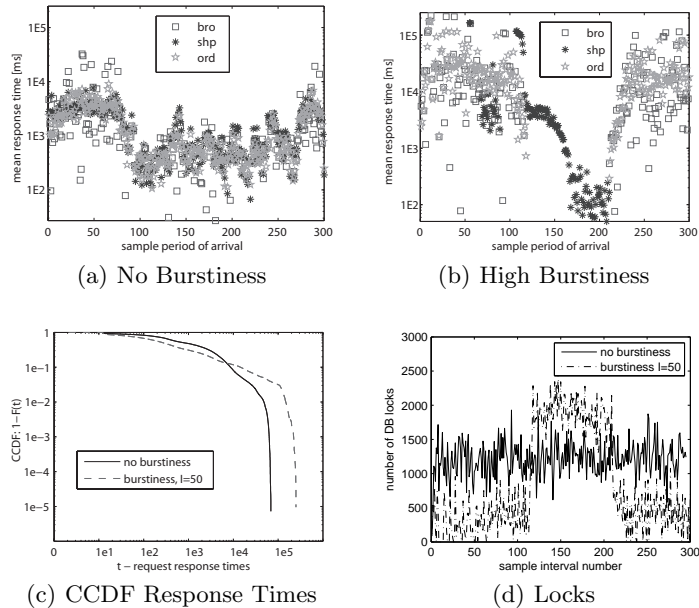 1E5
1E4
1E3
1E2
mean response time [ms]
bro
shp
ord
0 50 100 150 200 250 300
sample period of arrival
(a) No Burstiness
1E5
1E4
1E3
1E2
mean response time [ms]
bro
shp
ord
0 50 100 150 200 250 300
sample period of arrival
(b) High Burstiness
1
1e−1
1e−2
1e−3
1e−4
1e−5
CCDF: 1−F(t)
no burstiness
burstiness, I=50
0 1e1 1e2 1e3 1e4 1e5
t − request response times
(c) CCDF Response Times
3000
2500
2000
1500
1000
500
0
number of DB locks
no burstiness
burstiness I=50
0 50 100 150 200 250 300
sample interval number
(d) Locks